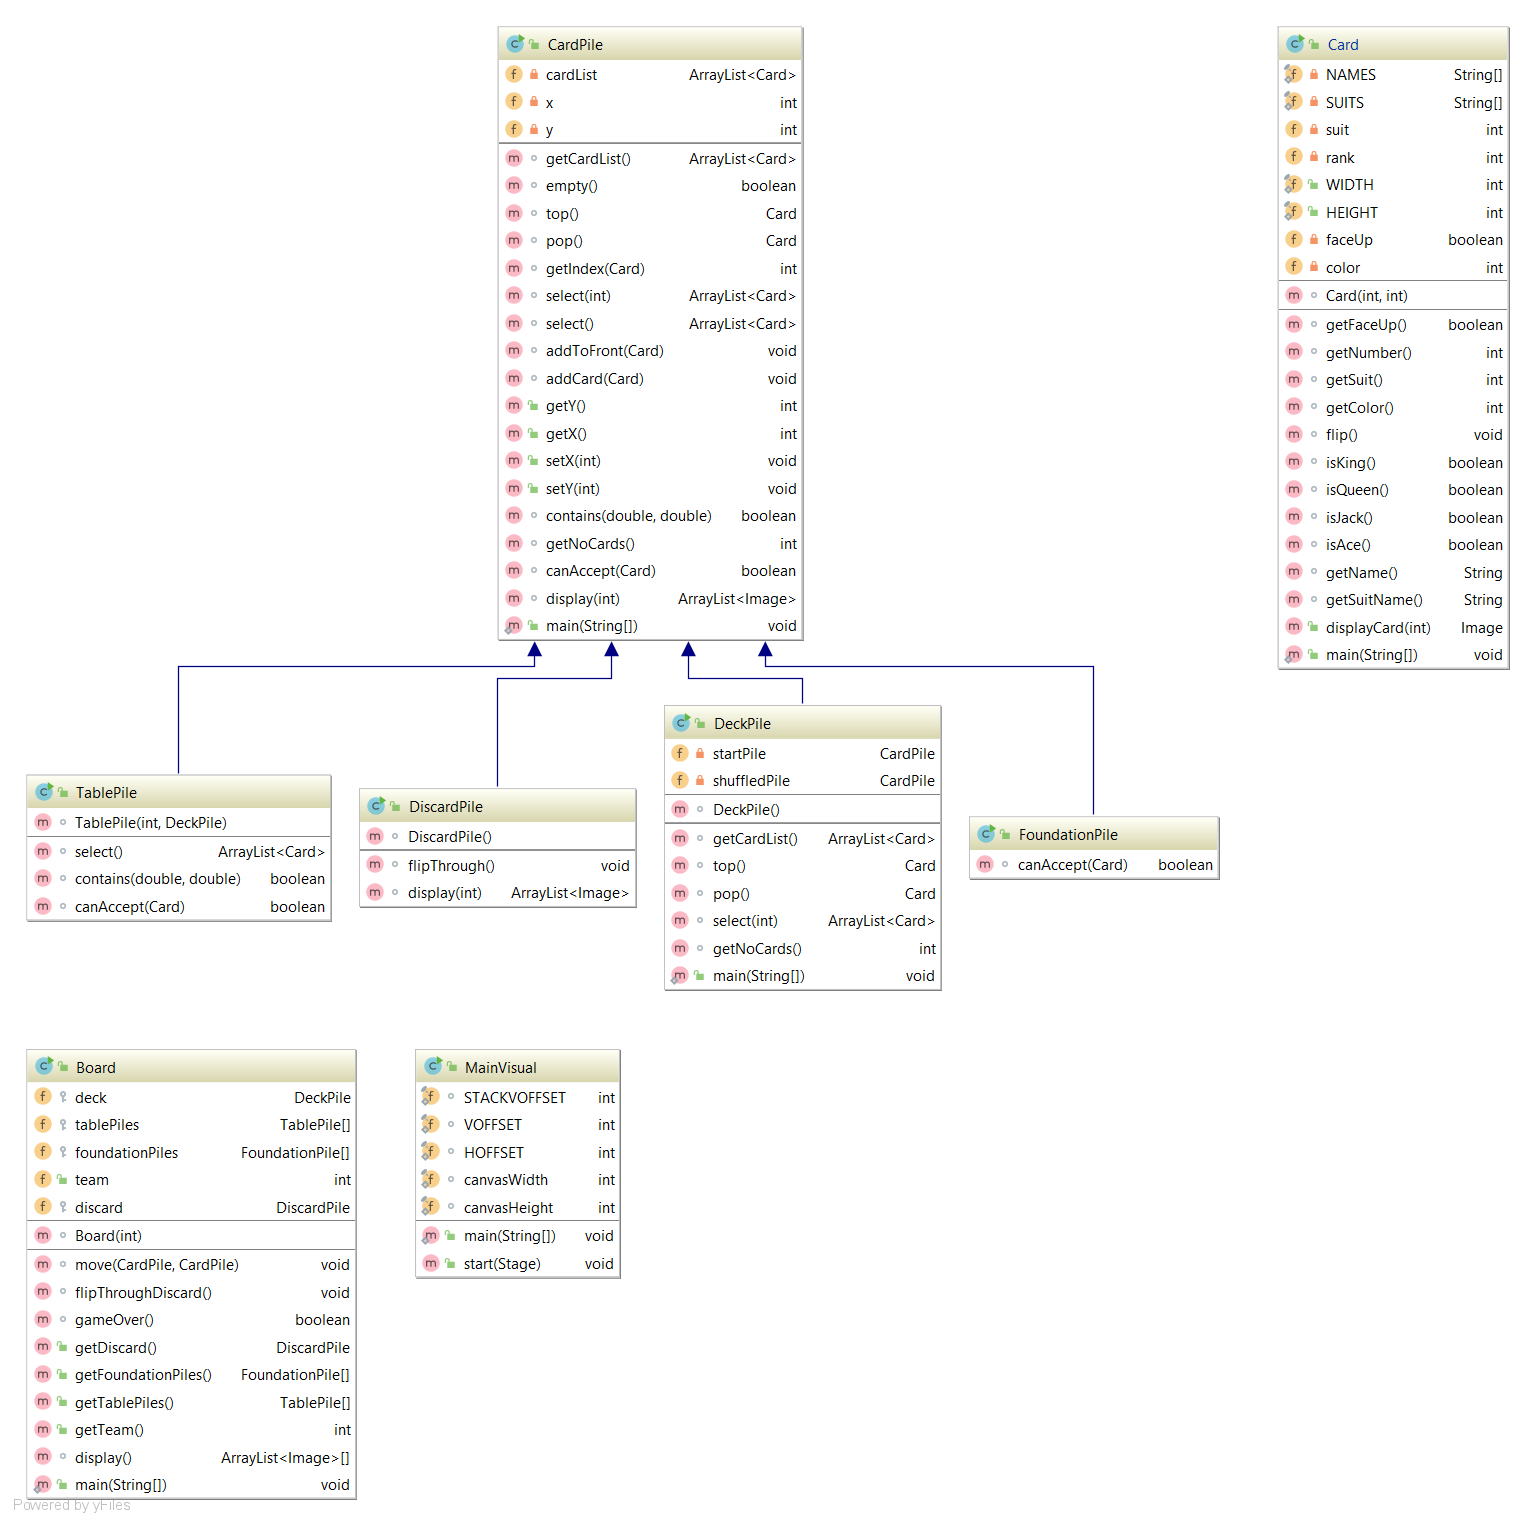 CardPile
cardList ArrayList<Card>
x int
y int
getCardList() ArrayList<Card>
empty() boolean
top() Card
pop() Card
getIndex(Card) int
select(int) ArrayList<Card>
select() ArrayList<Card>
addToFront(Card) void
addCard(Card) void
getY() int
getX() int
setX(int) void
setY(int) void
contains(double, double) boolean
getNoCards() int
canAccept(Card) boolean
display(int) ArrayList<Image>
main(String[]) void
Card
NAMES String[]
SUITS String[]
suit int
rank int
WIDTH int
HEIGHT int
faceUp boolean
color int
Card(int, int)
getFaceUp() boolean
getNumber() int
getSuit() int
getColor() int
flip() void
isKing() boolean
isQueen() boolean
isJack() boolean
isAce() boolean
getName() String
getSuitName() String
displayCard(int) Image
main(String[]) void
TablePile
TablePile(int, DeckPile)
select() ArrayList<Card>
contains(double, double) boolean
canAccept(Card) boolean
DiscardPile
DiscardPile()
flipThrough() void
display(int) ArrayList<Image>
DeckPile
startPile CardPile
shuffledPile CardPile
DeckPile()
getCardList() ArrayList<Card>
top() Card
pop() Card
select(int) ArrayList<Card>
getNoCards() int
main(String[]) void
FoundationPile
canAccept(Card) boolean
Board
deck DeckPile
tablePiles TablePile[]
foundationPiles FoundationPile[]
team int
discard DiscardPile
Board(int)
move(CardPile, CardPile) void
flipThroughDiscard() void
gameOver() boolean
getDiscard() DiscardPile
getFoundationPiles() FoundationPile[]
getTablePiles() TablePile[]
getTeam() int
display() ArrayList<Image>[]
main(String[]) void
MainVisual
STACKVOFFSET int
VOFFSET int
HOFFSET int
canvasWidth int
canvasHeight int
main(String[]) void
start(Stage) void
Powered by yFiles